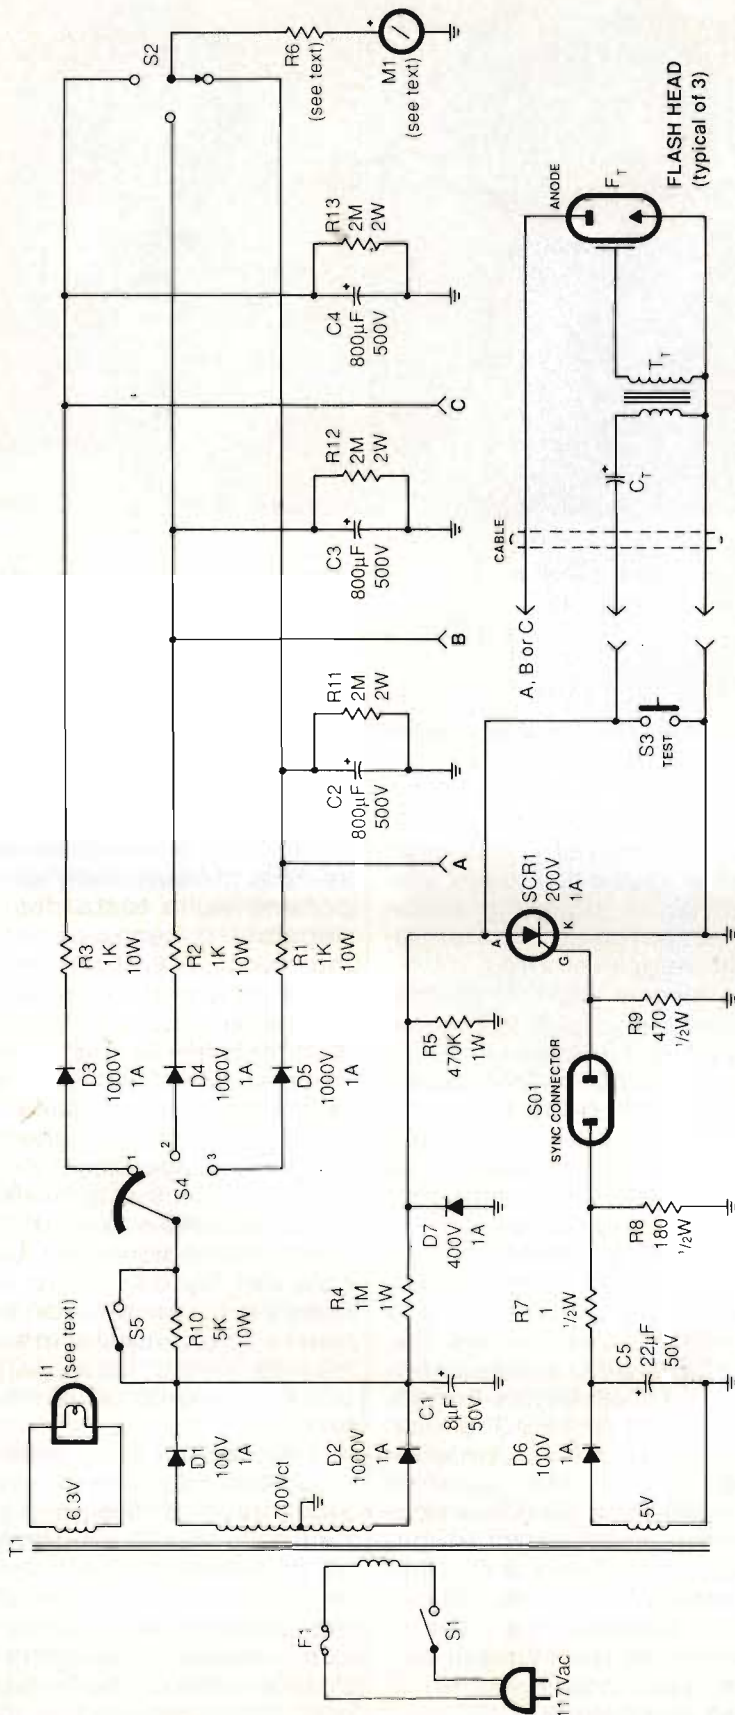 T1
F1
S1
117Vac
6.3V
I1
(see text)
700Vct
5V
D1
100V
1A
D2
1000V
1A
D6
100V
1A
S5
R10
5K
10W
C1
8µF
50V
C5
22µF
50V
R4
1M
1W
R7
1
1/2W
D7
400V
1A
R8
180
1/2W
S4
1
2
3
D3
1000V
1A
D4
1000V
1A
D5
1000V
1A
R3
1K
10W
R2
1K
10W
R1
1K
10W
R5
470K
1W
S01
SYNC CONNECTOR
R9
470
1/2W
A
G
K
SCR1
200V
1A
A
C2
800µF
500V
R11
2M
2W
B
C3
800µF
500V
R12
2M
2W
C
C4
800µF
500V
R13
2M
2W
S2
R6
(see text)
M1
(see text)
S3
TEST
A, B or C
CABLE
CT
TT
ANODE
FT
FLASH HEAD
(typical of 3)